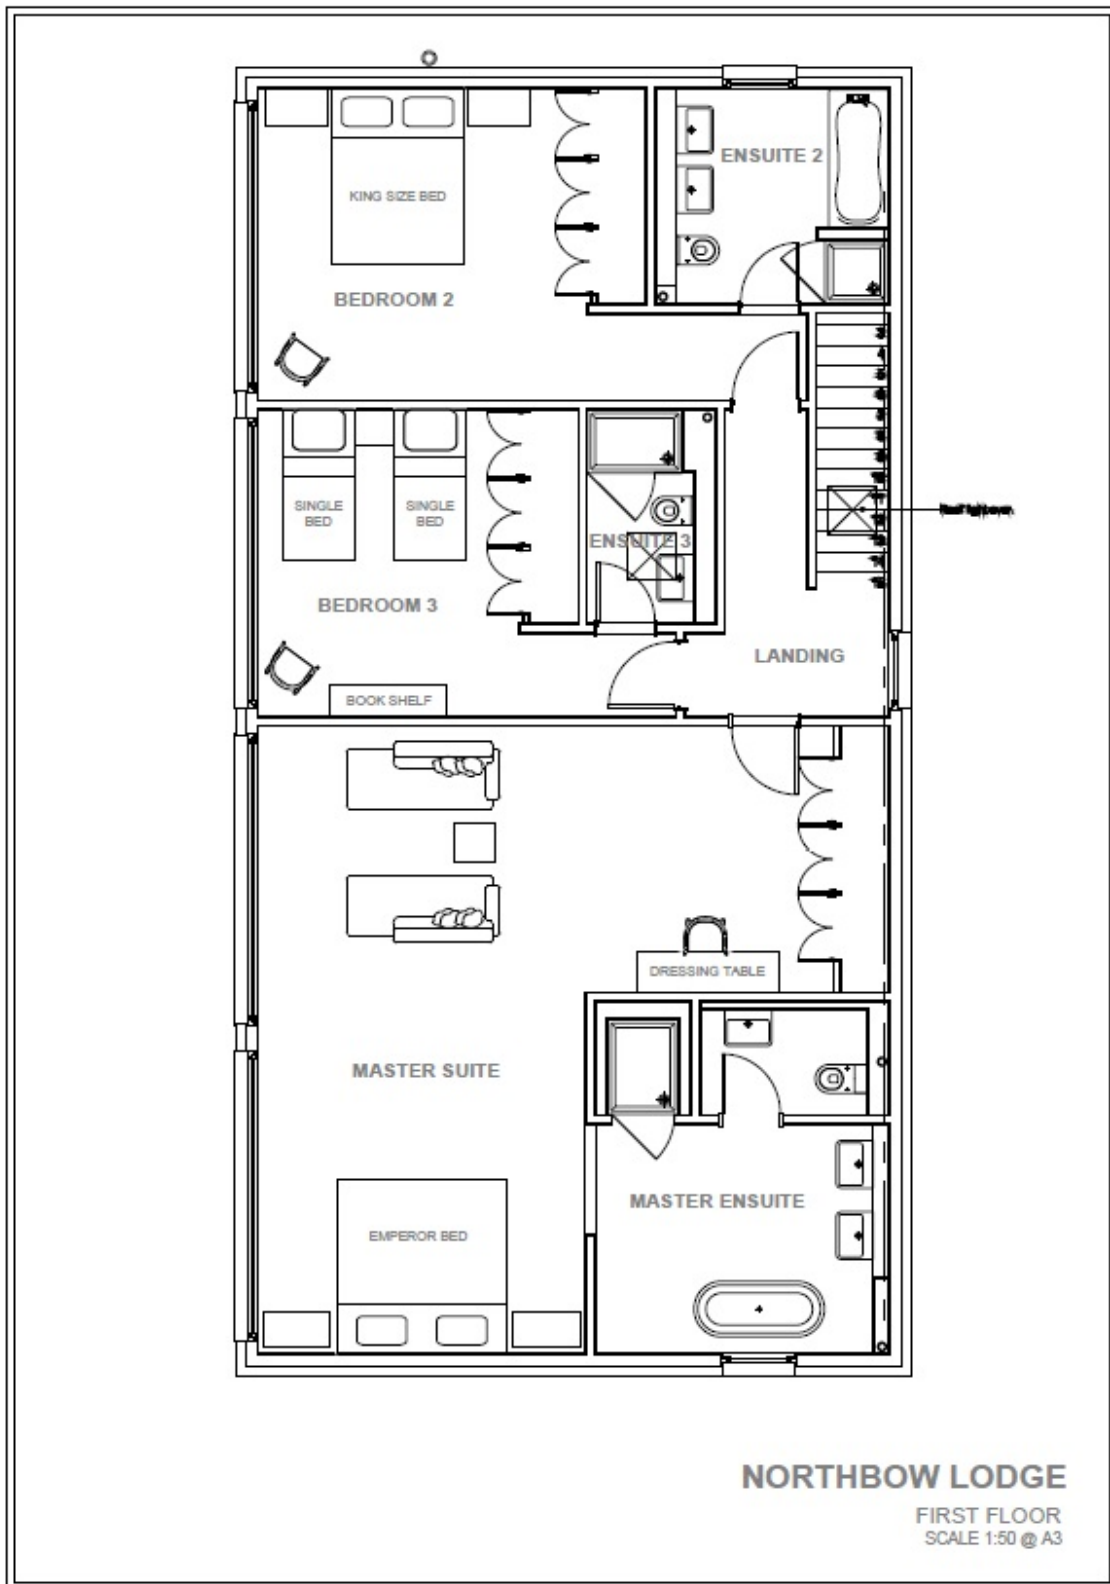 ENSUITE 2
KING SIZE BED
BEDROOM 2
SINGLE
BED
SINGLE
BED
ENSUITE 3
BEDROOM 3
LANDING
BOOK SHELF
DRESSING TABLE
MASTER SUITE
MASTER ENSUITE
EMPEROR BED
NORTHBOW LODGE
FIRST FLOOR
SCALE 1:50 @ A3